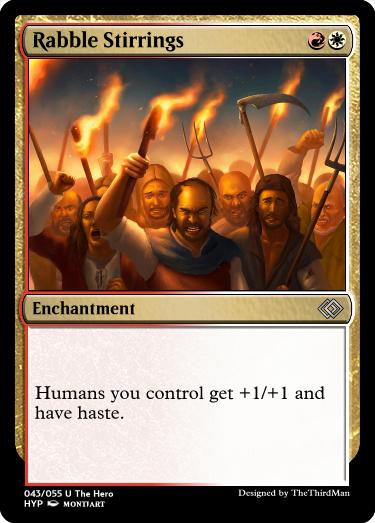 Rabble Stirrings
Enchantment
Humans you control get +1/+1 and
have haste.
043/055 U The Hero
Designed by TheThirdMan
HYP MONTJART